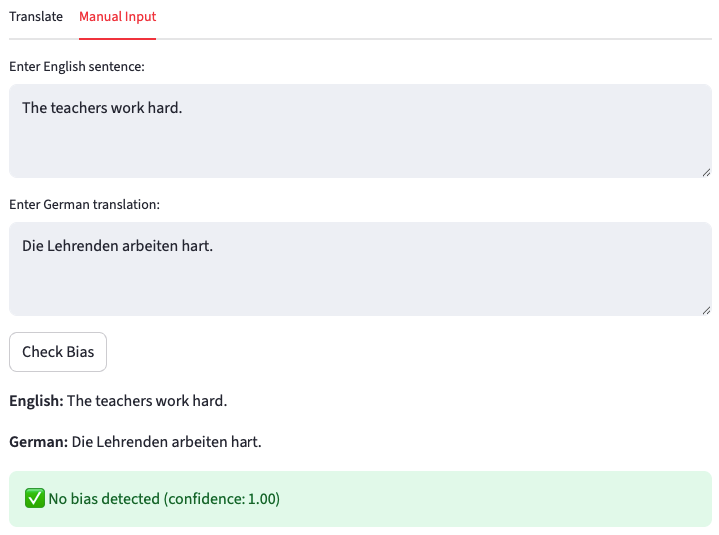 Translate Manual Input
Enter English sentence:
The teachers work hard.
Enter German translation:
Die Lehrenden arbeiten hart.
Check Bias
English: The teachers work hard.
German: Die Lehrenden arbeiten hart.
✅ No bias detected (confidence: 1.00)